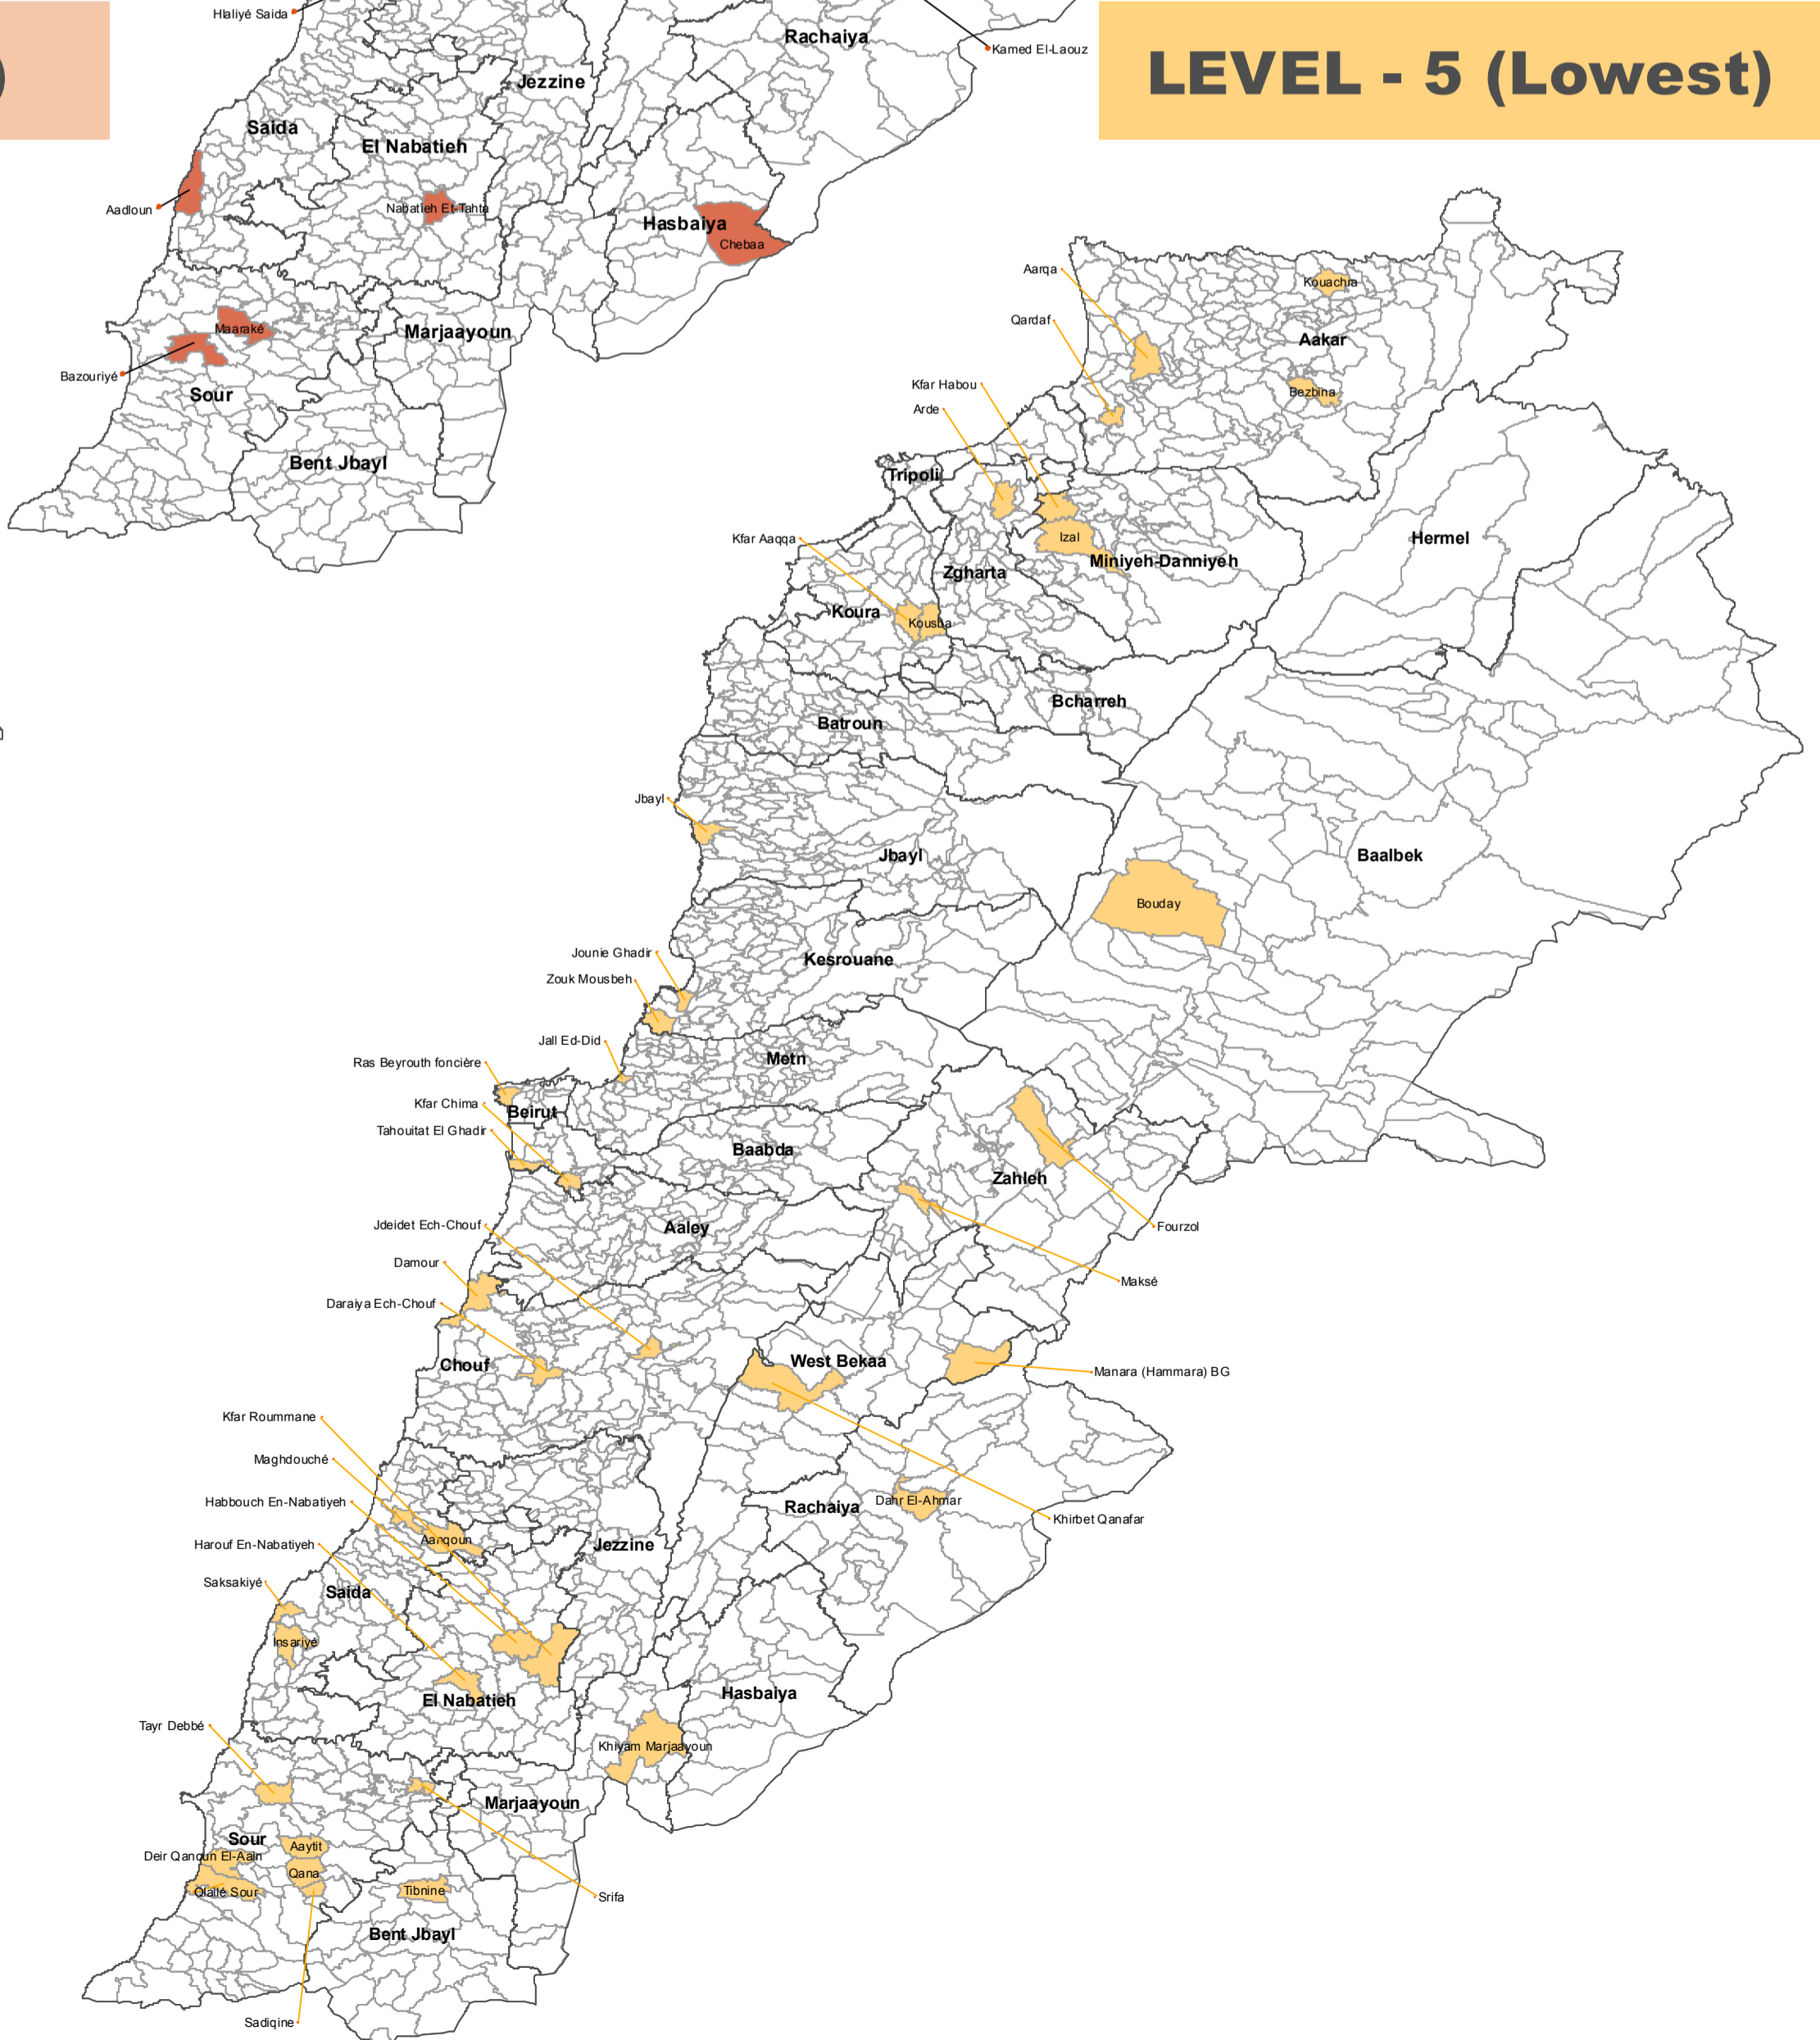 )
LEVEL - 5 (Lowest)
Hlaliyé Saida
Rachaiya
Kamed El-Laouz
Jezzine
Saida
El Nabatieh
Aadloun
Nabatieh Et-Tahta
Hasbaiya
Chebaa
Maaraké
Marjaayoun
Bazouriyé
Sour
Bent Jbayl
Aarqa
Kouachra
Qardaf
Aakar
Kfar Habou
Bezbina
Arde
Tripoli
Kfar Aaqqa
Izal
Hermel
Miniyeh-Danniyeh
Zgharta
Koura
Kousba
Bcharreh
Batroun
Jbayl
Jbayl
Baalbek
Bouday
Jounie Ghadir
Kesrouane
Zouk Mousbeh
Jall Ed-Did
Metn
Ras Beyrouth foncière
Kfar Chima
Beirut
Tahouitat El Ghadir
Baabda
Zahleh
Jdeidet Ech-Chouf
Aaley
Fourzol
Damour
Maksé
Daraiya Ech-Chouf
Chouf
West Bekaa
Manara (Hammara) BG
Kfar Roummane
Maghdouché
Habbouch En-Nabatiyeh
Rachaiya
Dahr El-Ahmar
Khirbet Qanafar
Harouf En-Nabatiyeh
Aanqoun
Jezzine
Saksakiyé
Saida
Insariyé
El Nabatieh
Hasbaiya
Tayr Debbé
Khiyam Marjaayoun
Marjaayoun
Sour
Aaytit
Deir Qanoun El-Aain
Qana
Qlailé Sour
Tibnine
Srifa
Bent Jbayl
Sadiqine